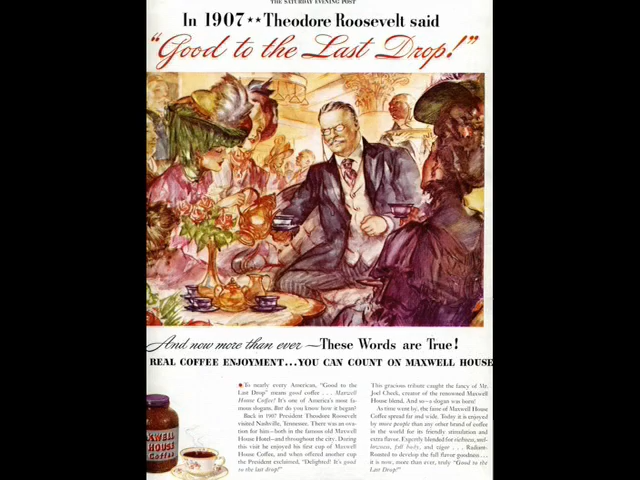 THE SATURDAY EVENING POST
In 1907 ★★ Theodore Roosevelt said
"Good to the Last Drop!"
And now more than ever — These Words are True!
REAL COFFEE ENJOYMENT...YOU CAN COUNT ON MAXWELL HOUSE
To nearly every American, "Good to the
Last Drop" means good coffee . . . Maxwell
House Coffee! It's one of America's most fa-
mous slogans. But do you know how it began?
Back in 1907 President Theodore Roosevelt
visited Nashville, Tennessee. There was an ova-
tion for him—both in the famous old Maxwell
House Hotel—and throughout the city. During
this visit he enjoyed his first cup of Maxwell
House Coffee, and when offered another cup
the President exclaimed, "Delighted! It's good
to the last drop!"
This gracious tribute caught the fancy of Mr.
Joel Cheek, creator of the renowned Maxwell
House blend. And so—a slogan was born!
As time went by, the fame of Maxwell House
Coffee spread far and wide. Today it is enjoyed
by more people than any other brand of coffee
in the world for its friendly stimulation and
extra flavor. Expertly blended for richness, mel-
lowness, full body, and vigor . . . Radiant-
Roasted to develop the full flavor goodness . . .
it is now, more than ever, truly "Good to the
Last Drop!"
XWELL
HOUSE
Coffee